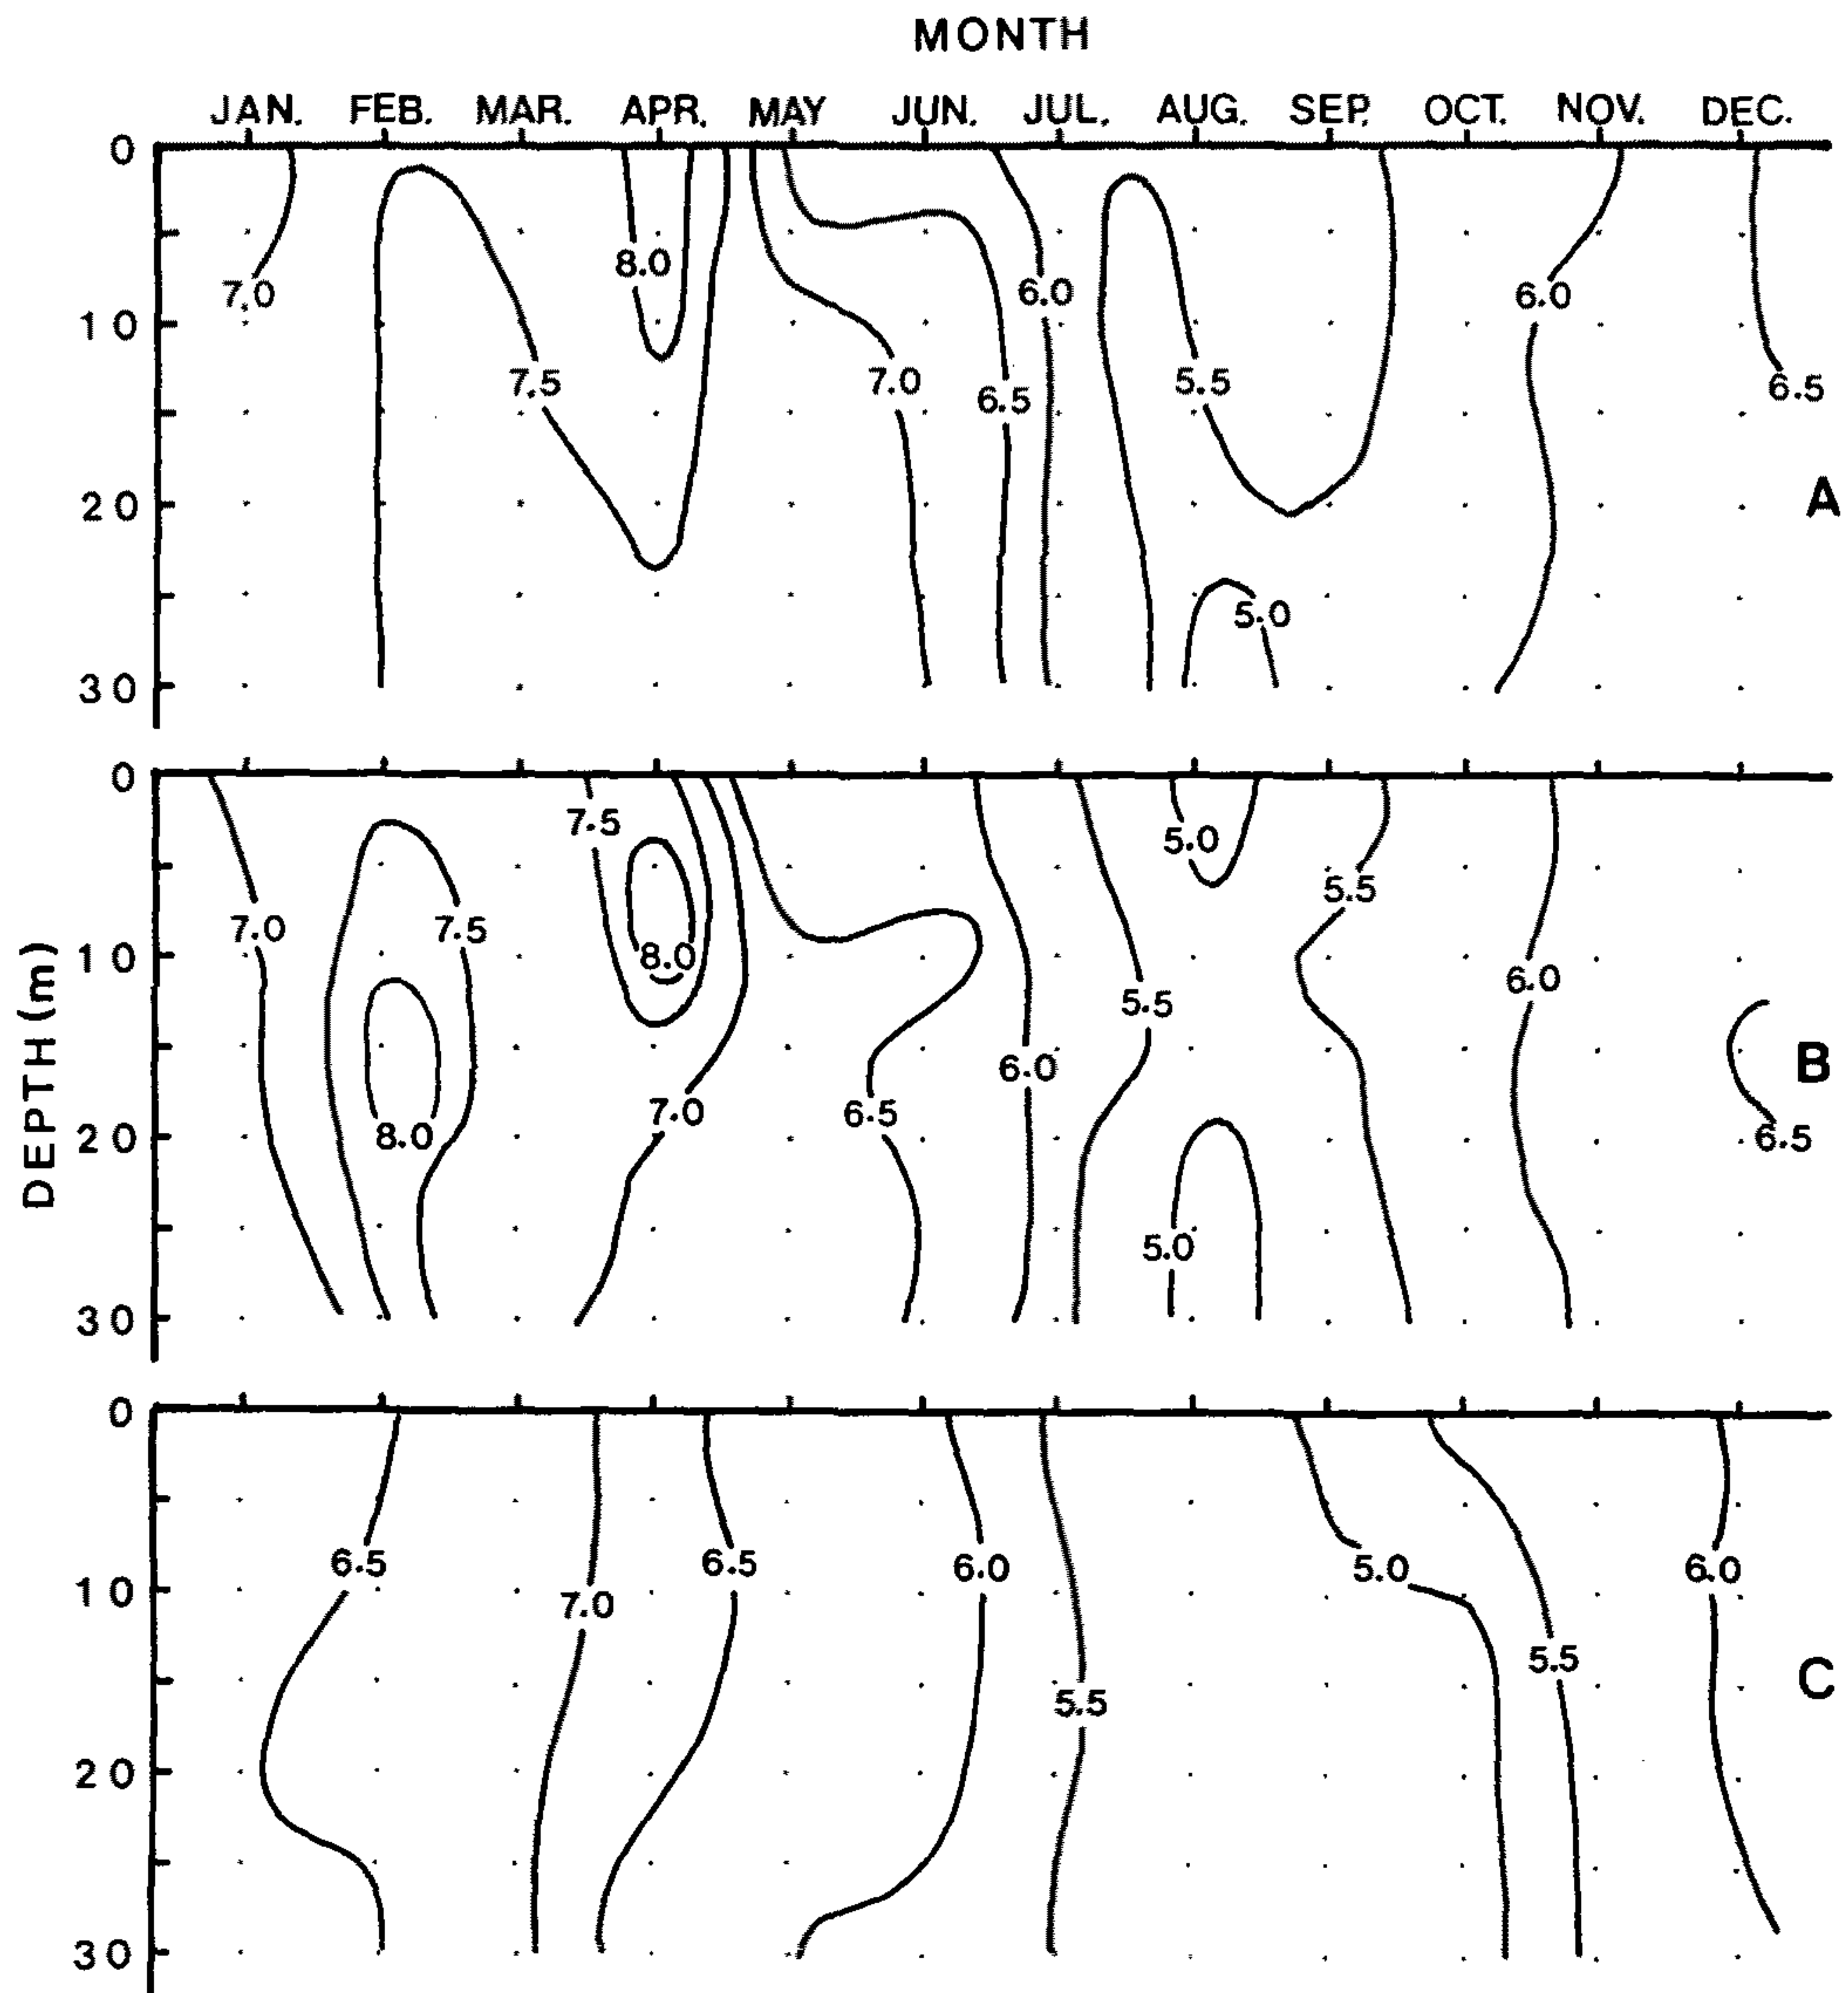 MONTH
JAN. FEB. MAR. APR. MAY JUN. JUL. AUG. SEP. OCT. NOV. DEC.
0
8.0
7.0 6.0 6.0
10
7.5 7.0 6.5 5.5 6.5
20 A
5.0
30
DEPTH (m)
0
7.5 5.0
5.5
7.0 7.5
10 8.0 6.0
5.5
6.0 B
7.0 6.5
20 8.0 6.5
5.0
30
0
6.5 6.5 6.0 5.0 6.0
10 7.0
5.5 C
5.5
20
30